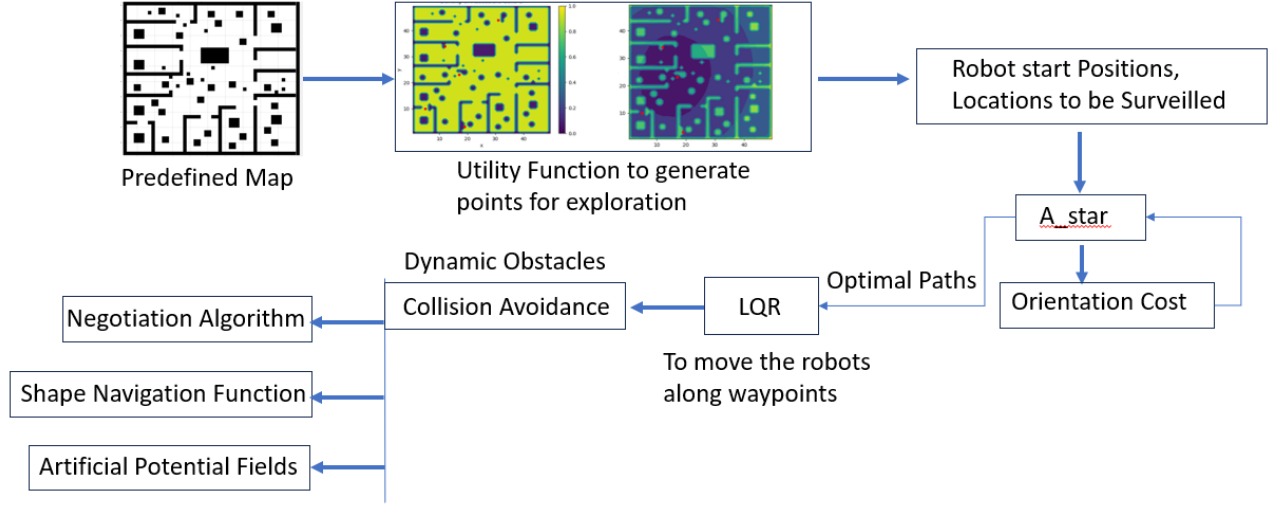 Predefined Map
Utility Function to generate
points for exploration
Robot start Positions,
Locations to be Surveilled
A_star
Orientation Cost
Optimal Paths
LQR
To move the robots
along waypoints
Dynamic Obstacles
Collision Avoidance
Negotiation Algorithm
Shape Navigation Function
Artificial Potential Fields